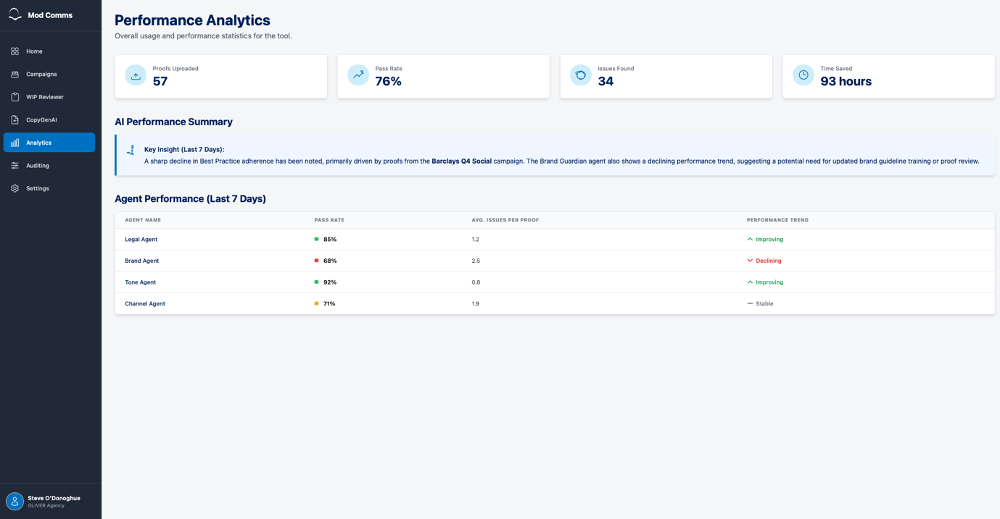 Mod Comms
Home
Campaigns
WIP Reviewer
CopyGenAI
Analytics
Auditing
Settings
Steve O'Donoghue
OLIVER Agency
Performance Analytics
Overall usage and performance statistics for the tool.
Proofs Uploaded
57
Pass Rate
76%
Issues Found
34
Time Saved
93 hours
AI Performance Summary
Key Insight (Last 7 Days):
A sharp decline in Best Practice adherence has been noted, primarily driven by proofs from the Barclays Q4 Social campaign. The Brand Guardian agent also shows a declining performance trend, suggesting a potential need for updated brand guideline training or proof review.
Agent Performance (Last 7 Days)
AGENT NAME PASS RATE AVG. ISSUES PER PROOF PERFORMANCE TREND
Legal Agent 85% 1.2 Improving
Brand Agent 68% 2.5 Declining
Tone Agent 92% 0.8 Improving
Channel Agent 71% 1.9 Stable